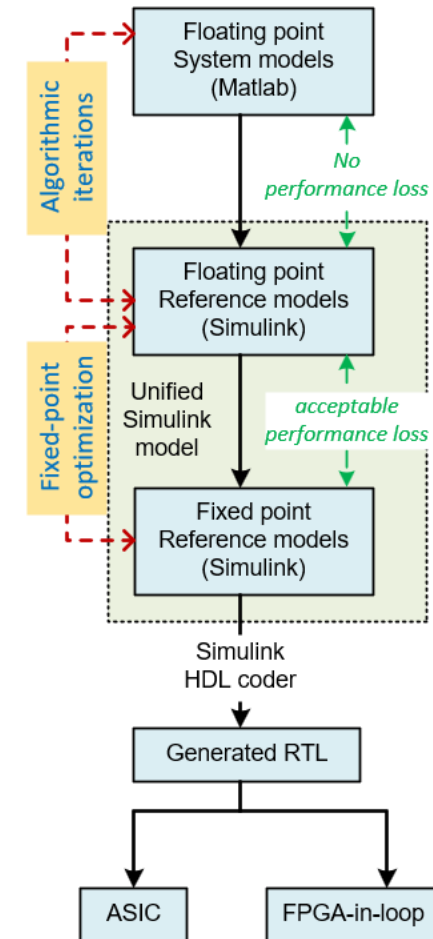 Floating point
System models
(Matlab)
Algorithmic
iterations
No
performance loss
Floating point
Reference models
(Simulink)
Fixed-point
optimization
Unified
Simulink
model
acceptable
performance loss
Fixed point
Reference models
(Simulink)
Simulink
HDL coder
Generated RTL
ASIC
FPGA-in-loop